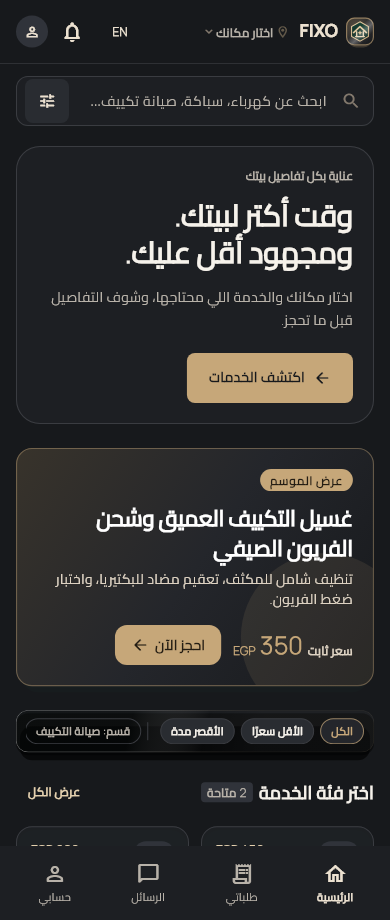 FIXO
اختار مكانك
EN
ابحث عن كهرباء، سباكة، صيانة تكييف...
عناية بكل تفاصيل بيتك
وقت أكتر لبيتك.
ومجهود أقل عليك.
اختار مكانك والخدمة اللي محتاجها، وشوف التفاصيل
قبل ما تحجز.
اكتشف الخدمات
عرض الموسم
غسيل التكييف العميق وشحن
الفريون الصيفي
تنظيف شامل للمكثف، تعقيم مضاد للبكتيريا، واختبار
ضغط الفريون.
سعر ثابت 350 EGP
احجز الآن
الكل
الأقل سعرًا
الأقصر مدة
قسم: صيانة التكييف
اختر فئة الخدمة
2 متاحة
عرض الكل
الرئيسية
طلباتي
الرسائل
حسابي